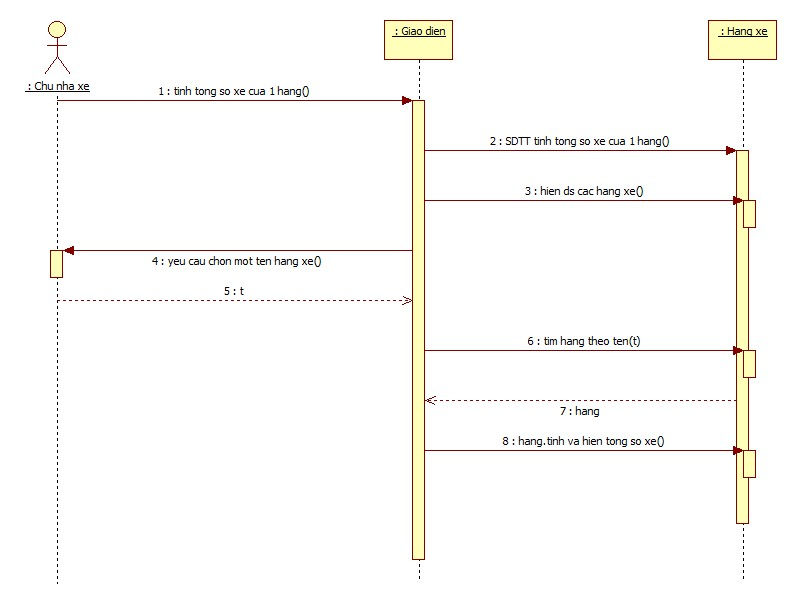 : Chu nha xe
: Giao dien
: Hang xe
1 : tinh tong so xe cua 1 hang()
2 : SDTT tinh tong so xe cua 1 hang()
3 : hien ds cac hang xe()
4 : yeu cau chon mot ten hang xe()
5 : t
6 : tim hang theo ten(t)
7 : hang
8 : hang.tinh va hien tong so xe()